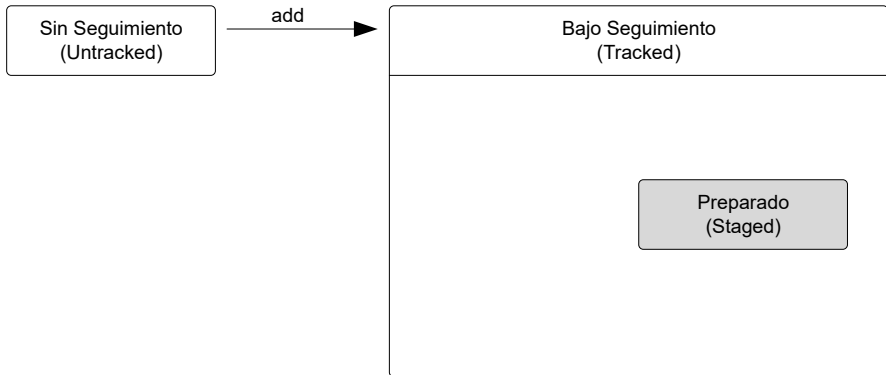 Sin Seguimiento
(Untracked)
add
Bajo Seguimiento
(Tracked)
Preparado
(Staged)